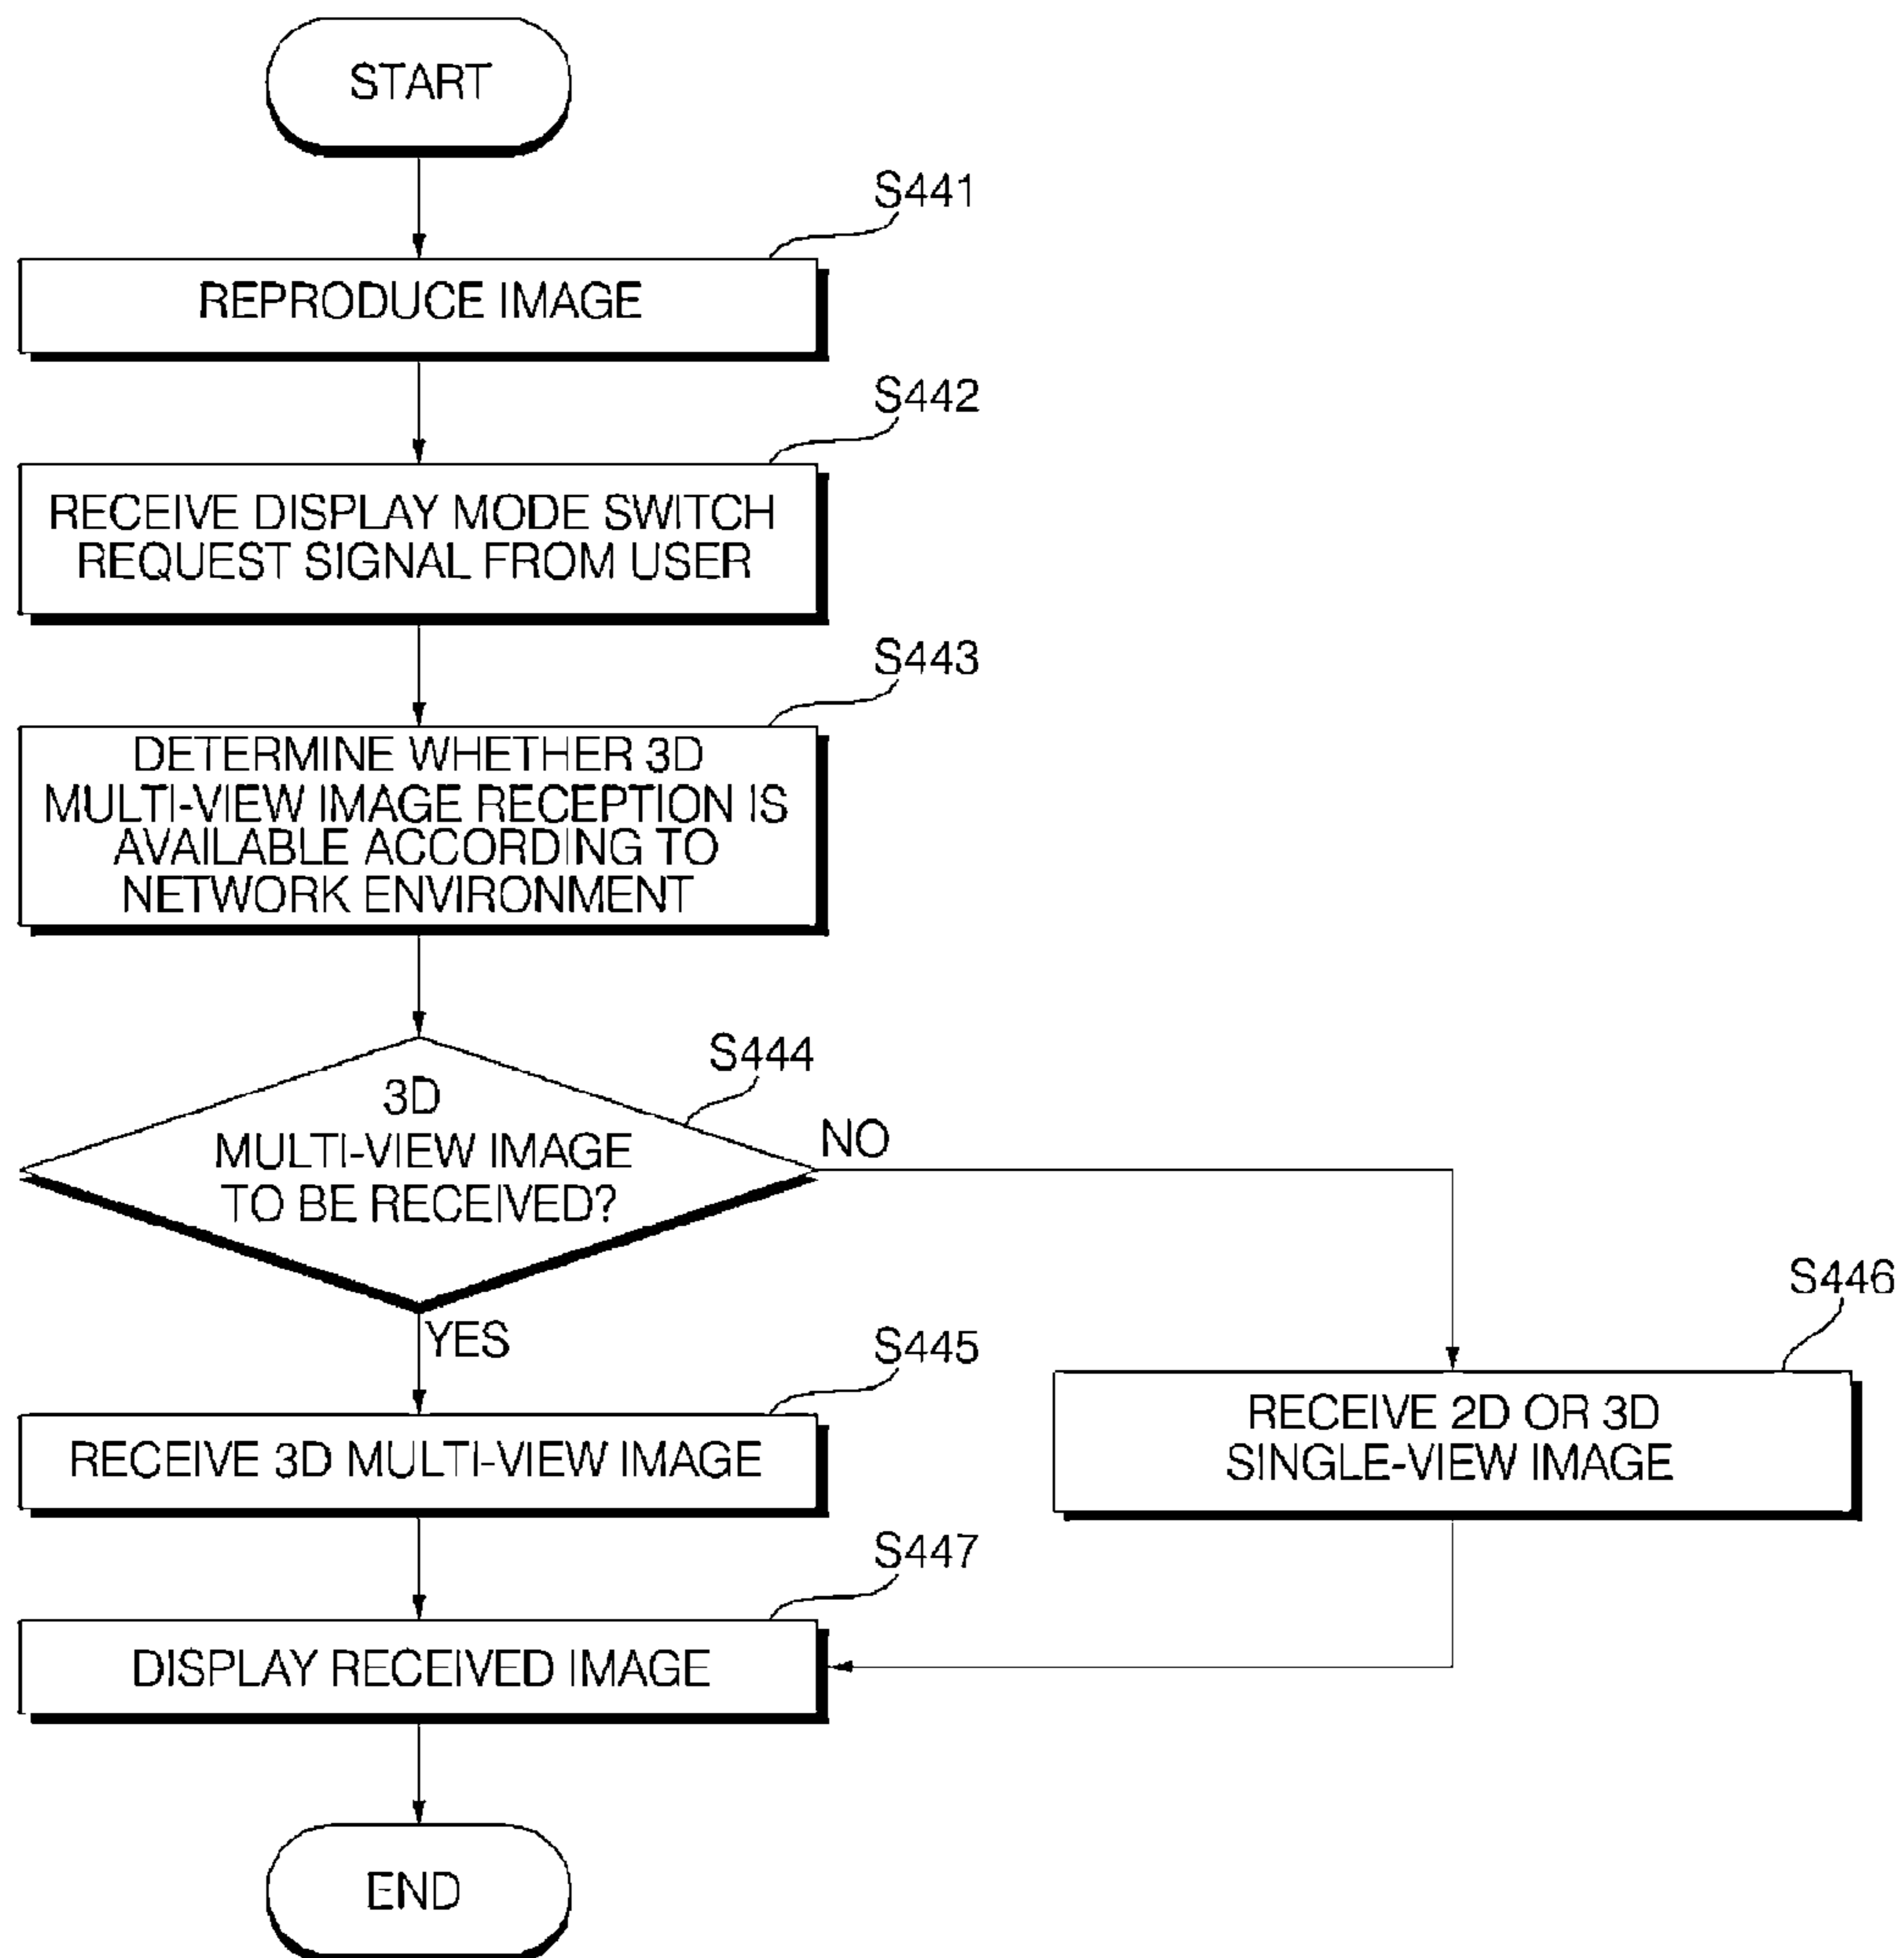 START
S441
REPRODUCE IMAGE
S442
RECEIVE DISPLAY MODE SWITCH
REQUEST SIGNAL FROM USER
S443
DETERMINE WHETHER 3D
MULTI-VIEW IMAGE RECEPTION IS
AVAILABLE ACCORDING TO
NETWORK ENVIRONMENT
S444
3D
MULTI-VIEW IMAGE
TO BE RECEIVED?
NO
YES
S445
RECEIVE 3D MULTI-VIEW IMAGE
S446
RECEIVE 2D OR 3D
SINGLE-VIEW IMAGE
S447
DISPLAY RECEIVED IMAGE
END